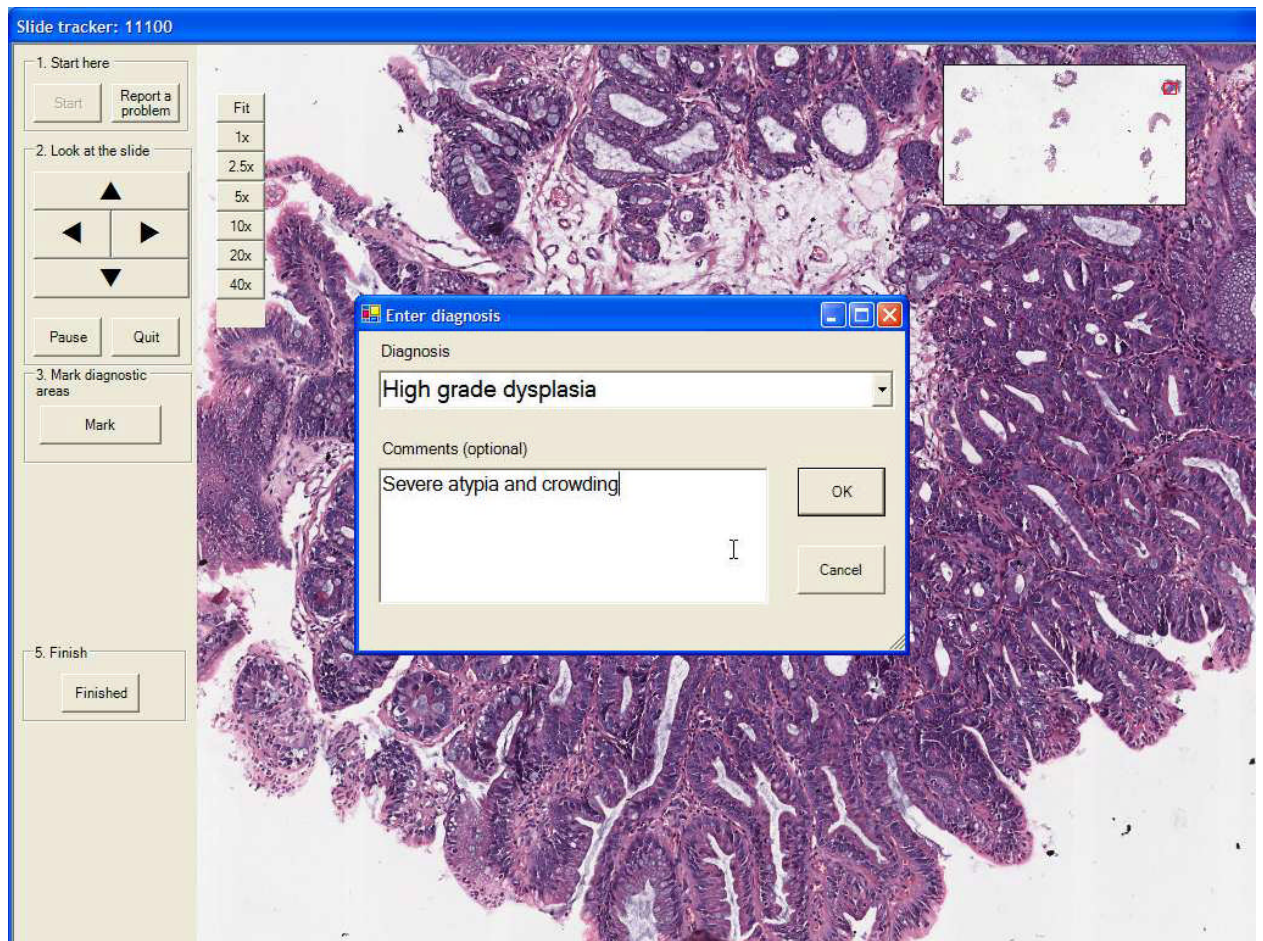 Slide tracker: 11100
1. Start here
Start
Report a
problem
2. Look at the slide
Pause
Quit
3. Mark diagnostic
areas
Mark
5. Finish
Finished
Fit
1x
2.5x
5x
10x
20x
40x
Enter diagnosis
Diagnosis
High grade dysplasia
Comments (optional)
Severe atypia and crowding
OK
Cancel